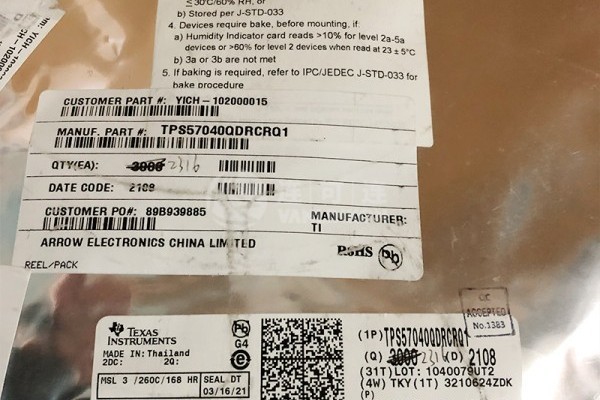 ≤30°C/60% RH, or
b) Stored per J-STD-033
4. Devices require bake, before mounting, if:
a) Humidity Indicator card reads >10% for level 2a-5a
devices or >60% for level 2 devices when read at 23 ± 5°C
b) 3a or 3b are not met
5. If baking is required, refer to IPC/JEDEC J-STD-033 for
bake procedure
CUSTOMER PART #: YICH-102000015
MANUF. PART #: TPS57040QDRCRQ1
QTY(EA): 3000 2316
DATE CODE: 2108
CUSTOMER PO#: 89B939885
MANUFACTURER:
TI
ARROW ELECTRONICS CHINA LIMITED
RoHS Pb
REEL/PACK
TEXAS
INSTRUMENTS
Pb
G4
MADE IN: Thailand
2DC: 2Q:
e
MSL 3 /260C/168 HR
SEAL DT
03/16/21
QC
ACCEPTED
No.1383
(1P) TPS57040QDRCRQ1
(Q) 3000 2316 (D) 2108
(31T) LOT: 1040079UT2
(4W) TKY (1T) 3210624ZDK
(P)